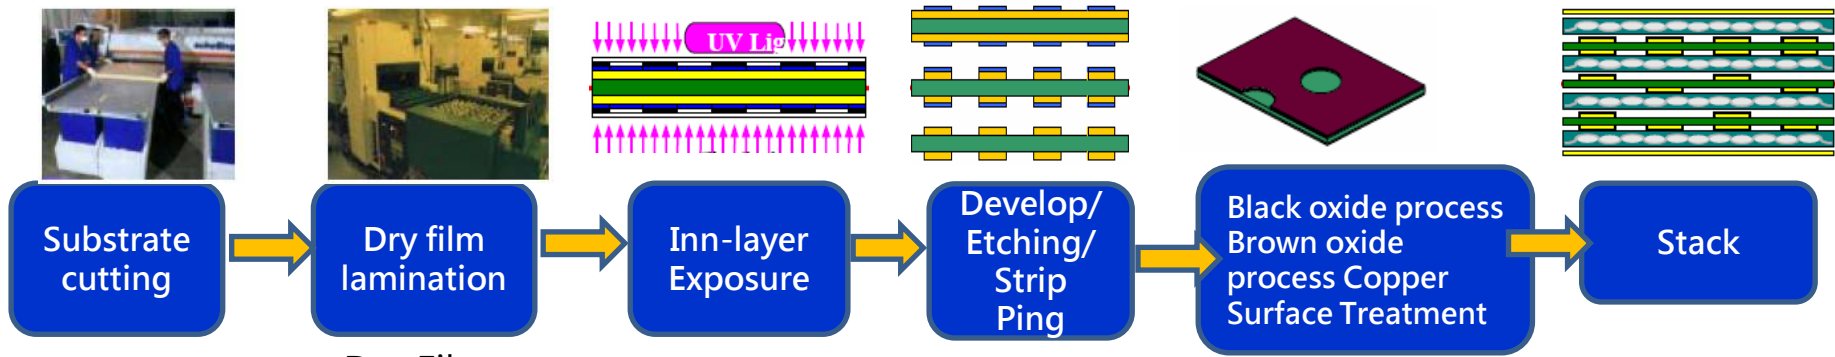 UV Lig
Substrate
cutting
Dry film
lamination
Inn-layer
Exposure
Develop/
Etching/
Strip
Ping
Black oxide process
Brown oxide
process Copper
Surface Treatment
Stack